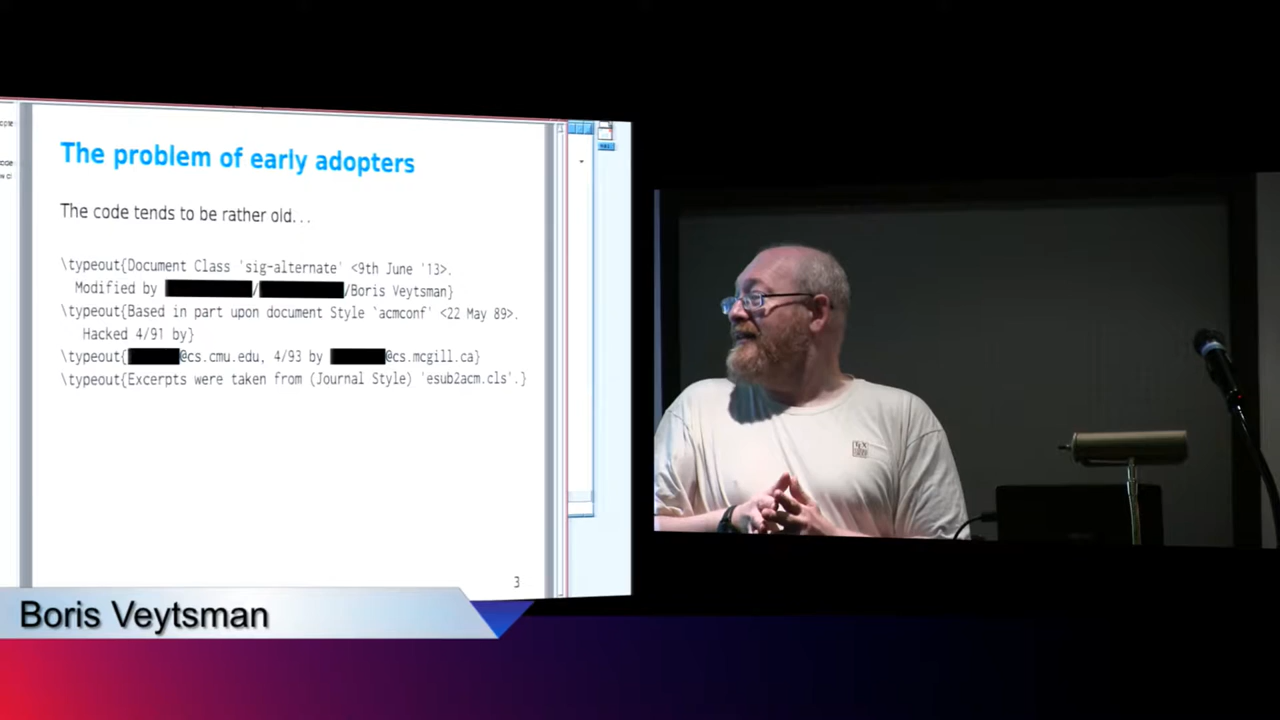 The problem of early adopters
The code tends to be rather old...
\typeout{Document Class 'sig-alternate' <9th June '13>.
Modified by / /Boris Veytsman}
\typeout{Based in part upon document Style `acmconf' <22 May 89>.
Hacked 4/91 by}
\typeout{ @cs.cmu.edu, 4/93 by @cs.mcgill.ca}
\typeout{Excerpts were taken from (Journal Style) 'esub2acm.cls'.}
3
Boris Veytsman